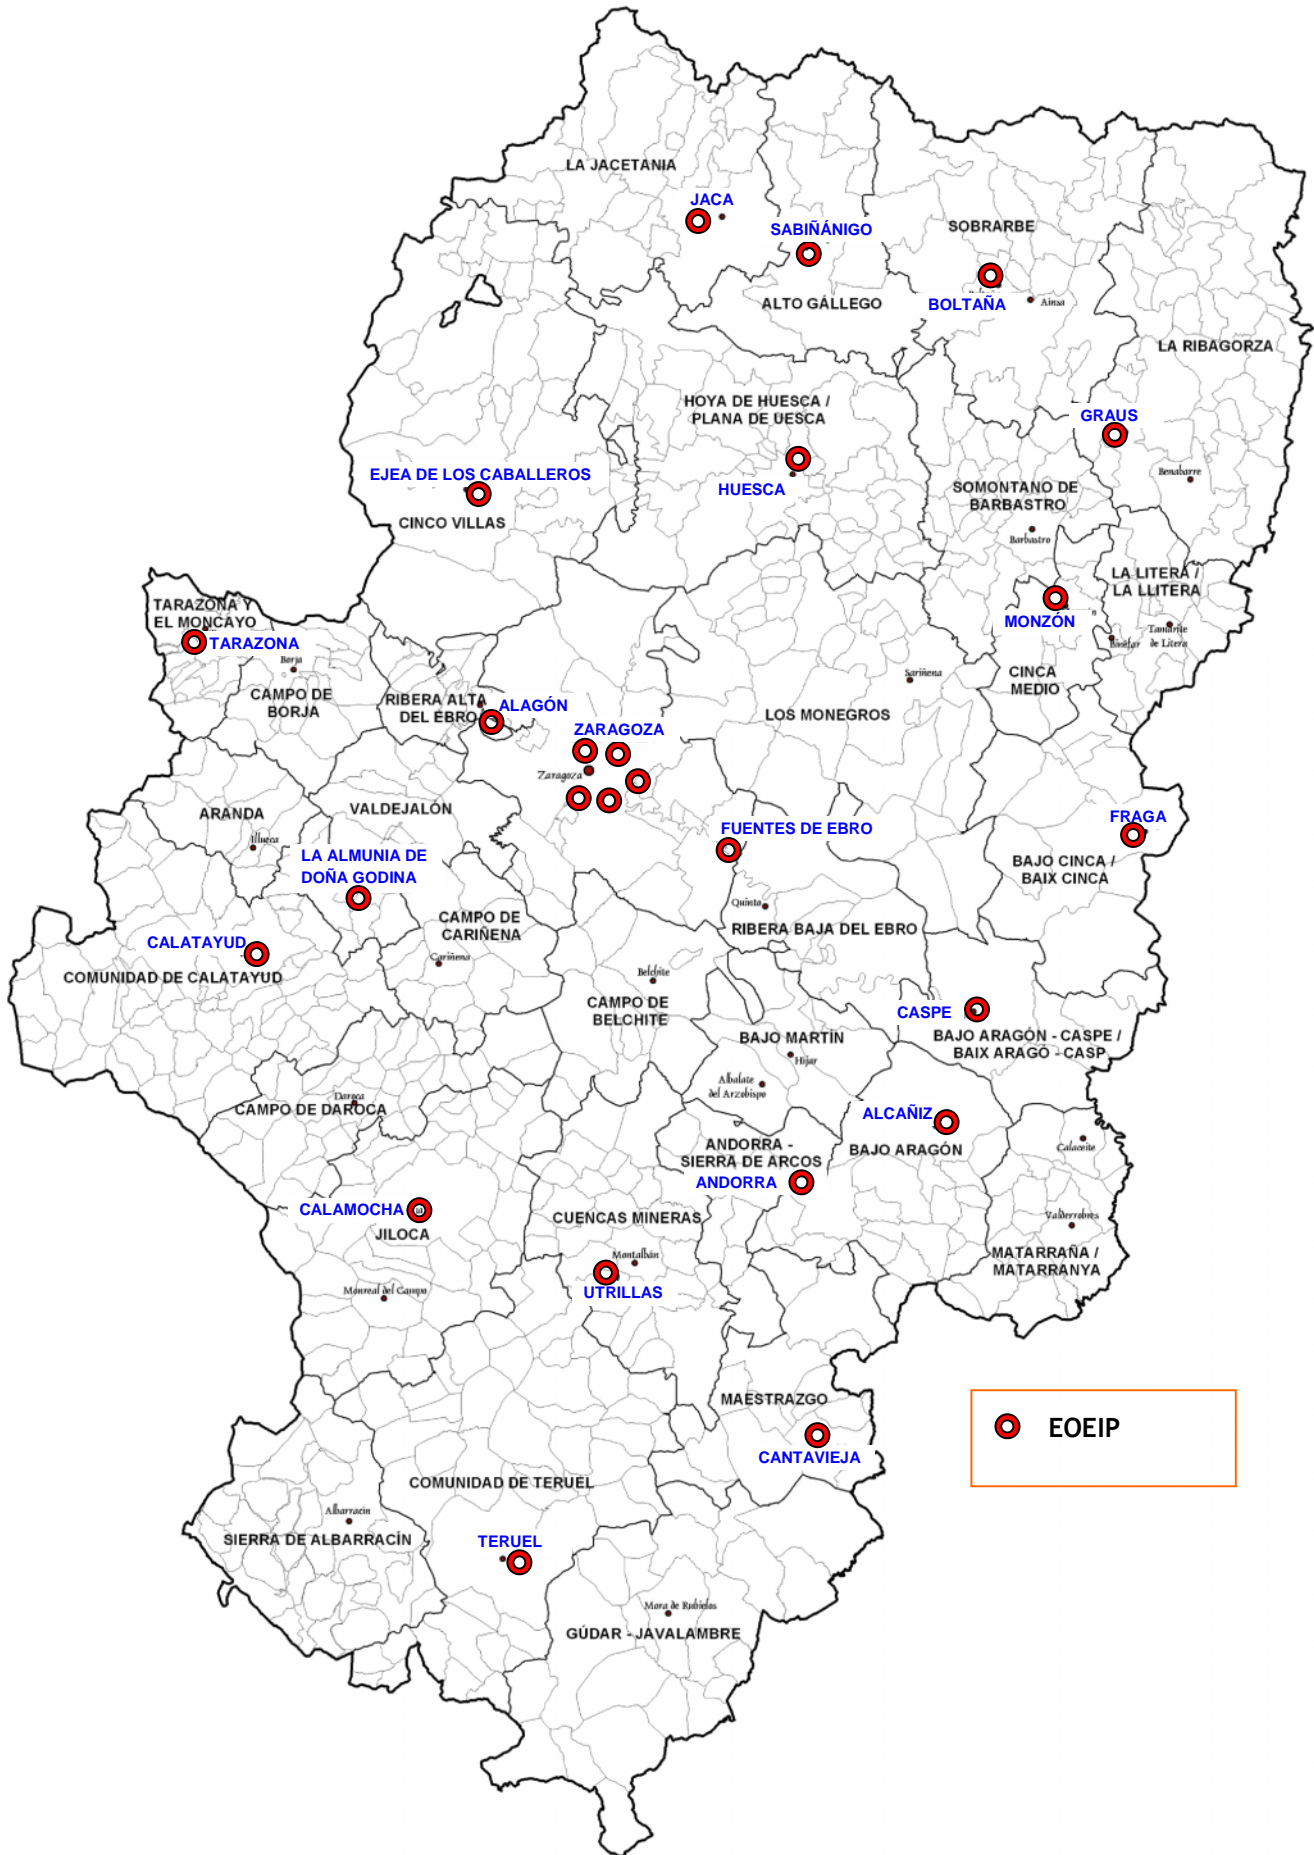 LA JACETANIA
JACA
SABIÑÁNIGO
SOBRARBE
ALTO GÁLLEGO
BOLTAÑA
Ainsa
LA RIBAGORZA
HOYA DE HUESCA /
PLANA DE UESCA
GRAUS
EJEA DE LOS CABALLEROS
HUESCA
Benabarre
CINCO VILLAS
SOMONTANO DE
BARBASTRO
Barbastro
LA LITERA /
LA LLITERA
TARAZONA Y
EL MONCAYO
TARAZONA
MONZÓN
Tamarite
de Litera
Binéfar
Borja
CAMPO DE
BORJA
RIBERA ALTA
DEL EBRO
ALAGÓN
Sariñena
CINCA
MEDIO
LOS MONEGROS
ZARAGOZA
Zaragoza
ARANDA
VALDEJALÓN
Illueca
FRAGA
FUENTES DE EBRO
LA ALMUNIA DE
DOÑA GODINA
BAJO CINCA /
BAIX CINCA
Quinto
CAMPO DE
CARIÑENA
RIBERA BAJA DEL EBRO
CALATAYUD
Cariñena
COMUNIDAD DE CALATAYUD
Belchite
CAMPO DE
BELCHITE
CASPE
BAJO ARAGÓN - CASPE /
BAIX ARAGÓ - CASP
BAJO MARTÍN
Híjar
Albalate
del Arzobispo
Daroca
CAMPO DE DAROCA
ALCAÑIZ
BAJO ARAGÓN
Calaceite
ANDORRA -
SIERRA DE ARCOS
ANDORRA
CALAMOCHA
JILOCA
CUENCAS MINERAS
Valderrobres
Montalbán
MATARRAÑA /
MATARRANYA
UTRILLAS
Monreal del Campo
MAESTRAZGO
EOEIP
CANTAVIEJA
COMUNIDAD DE TERUEL
Albarracín
SIERRA DE ALBARRACÍN
TERUEL
Mora de Rubielos
GÚDAR - JAVALAMBRE